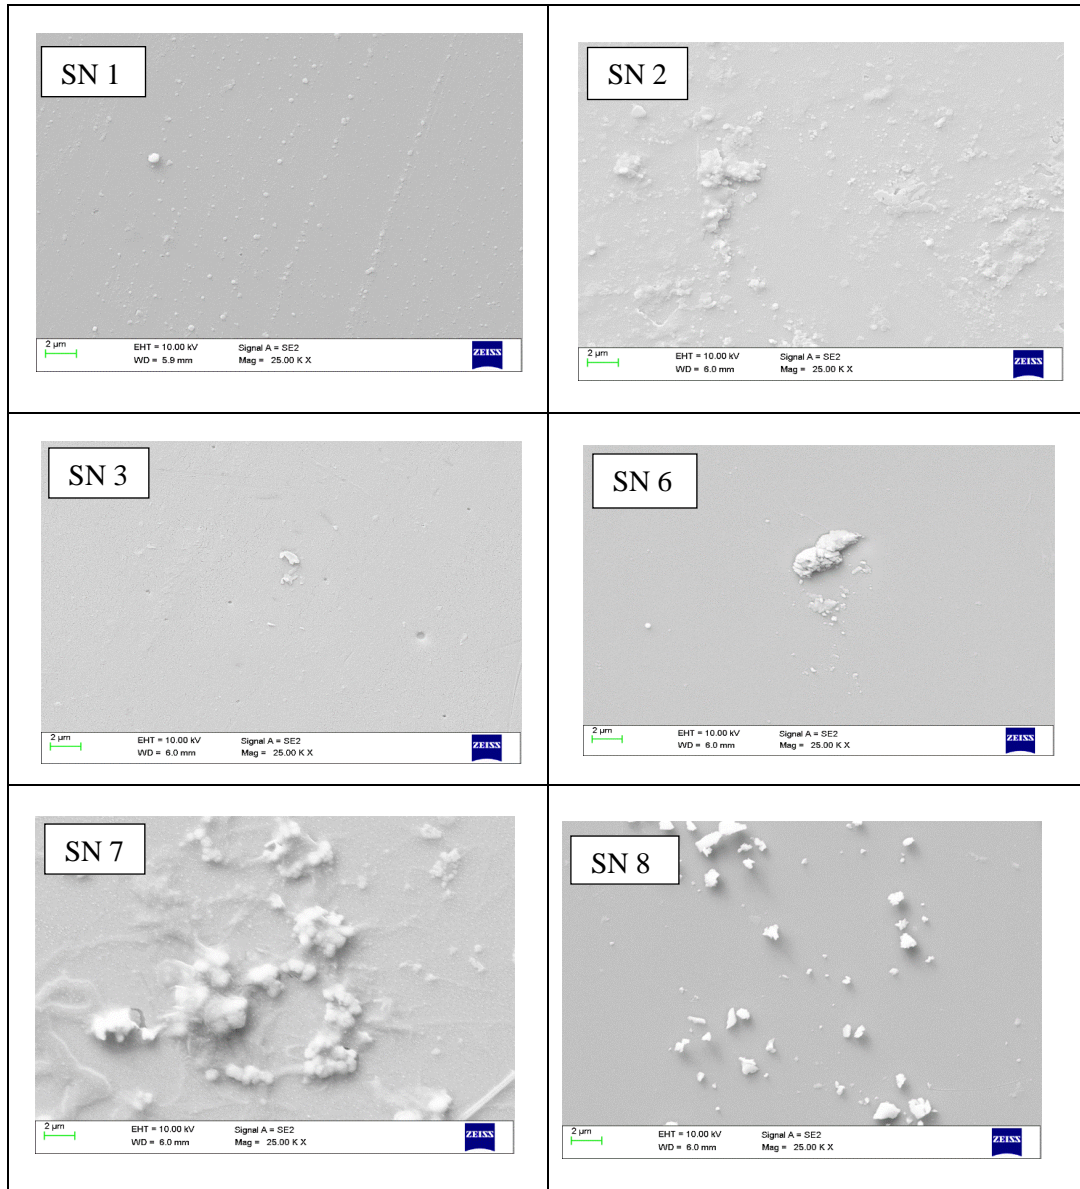 SN 1
2 µm
EHT = 10.00 kV
Signal A = SE2
WD = 5.9 mm
Mag = 25.00 K X
ZEISS
SN 2
2 µm
EHT = 10.00 kV
Signal A = SE2
WD = 6.0 mm
Mag = 25.00 K X
ZEISS
SN 3
2 µm
EHT = 10.00 kV
Signal A = SE2
WD = 6.0 mm
Mag = 25.00 K X
ZEISS
SN 6
2 µm
EHT = 10.00 kV
Signal A = SE2
WD = 6.0 mm
Mag = 25.00 K X
ZEISS
SN 7
2 µm
EHT = 10.00 kV
Signal A = SE2
WD = 6.0 mm
Mag = 25.00 K X
ZEISS
SN 8
2 µm
EHT = 10.00 kV
Signal A = SE2
WD = 6.0 mm
Mag = 25.00 K X
ZEISS